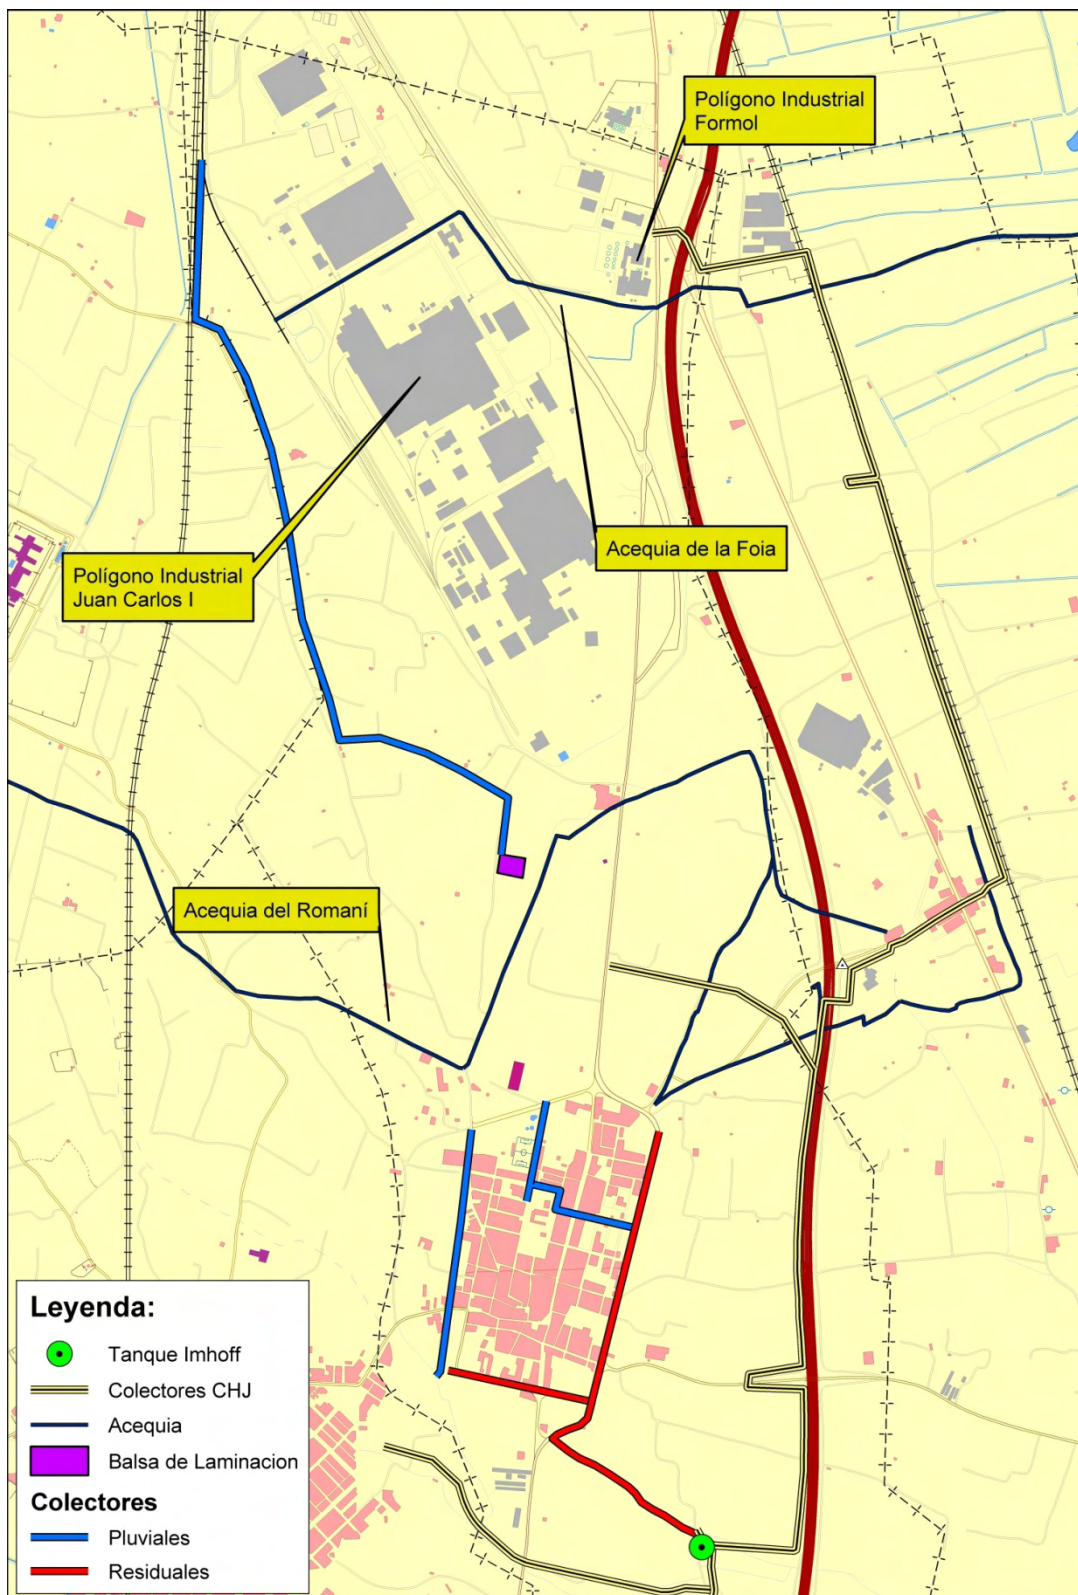 Polígono Industrial
Formol
Acequia de la Foia
Polígono Industrial
Juan Carlos I
Acequia del Romaní
Leyenda:
Tanque Imhoff
Colectores CHJ
Acequia
Balsa de Laminacion
Colectores
Pluviales
Residuales